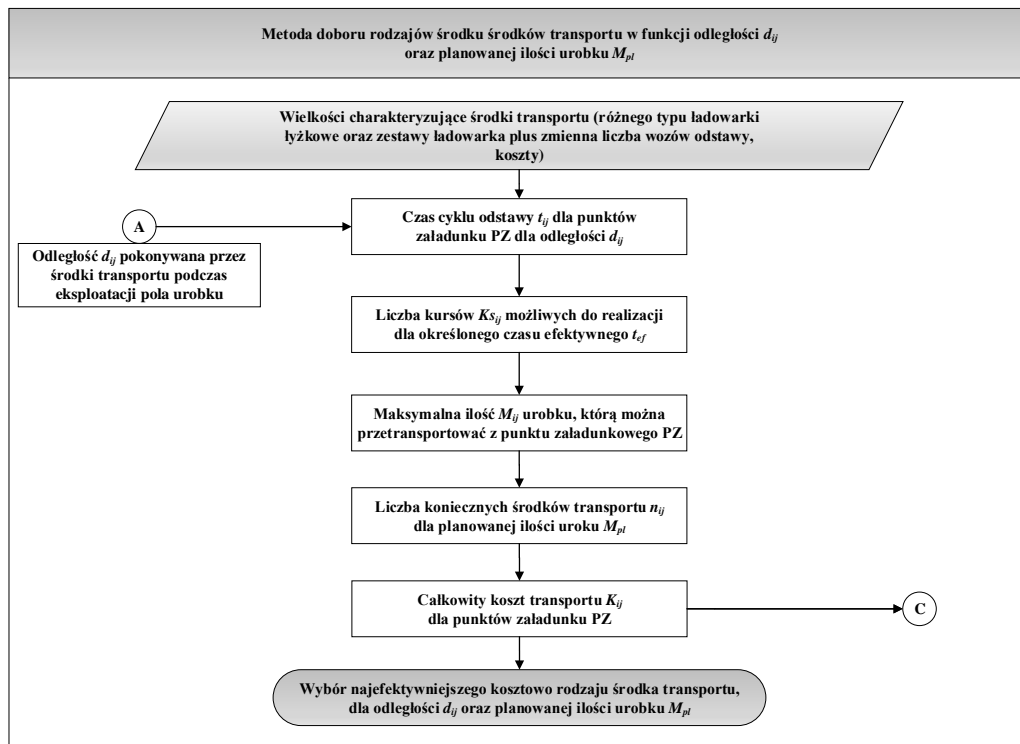 Metoda doboru rodzajów środku środków transportu w funkcji odległości dij
oraz planowanej ilości urobku Mpl
Wielkości charakteryzujące środki transportu (różnego typu ładowarki
łyżkowe oraz zestawy ładowarka plus zmienna liczba wozów odstawy,
koszty)
A
Czas cyklu odstawy tij dla punktów
załadunku PZ dla odległości dij
Odległość dij pokonywana przez
środki transportu podczas
eksploatacji pola urobku
Liczba kursów Ksij możliwych do realizacji
dla określonego czasu efektywnego tef
Maksymalna ilość Mij urobku, którą można
przetransportować z punktu załadunkowego PZ
Liczba koniecznych środków transportu nij
dla planowanej ilości uroku Mpl
Całkowity koszt transportu Kij
dla punktów załadunku PZ
C
Wybór najefektywniejszego kosztowo rodzaju środka transportu,
dla odległości dij oraz planowanej ilości urobku Mpl